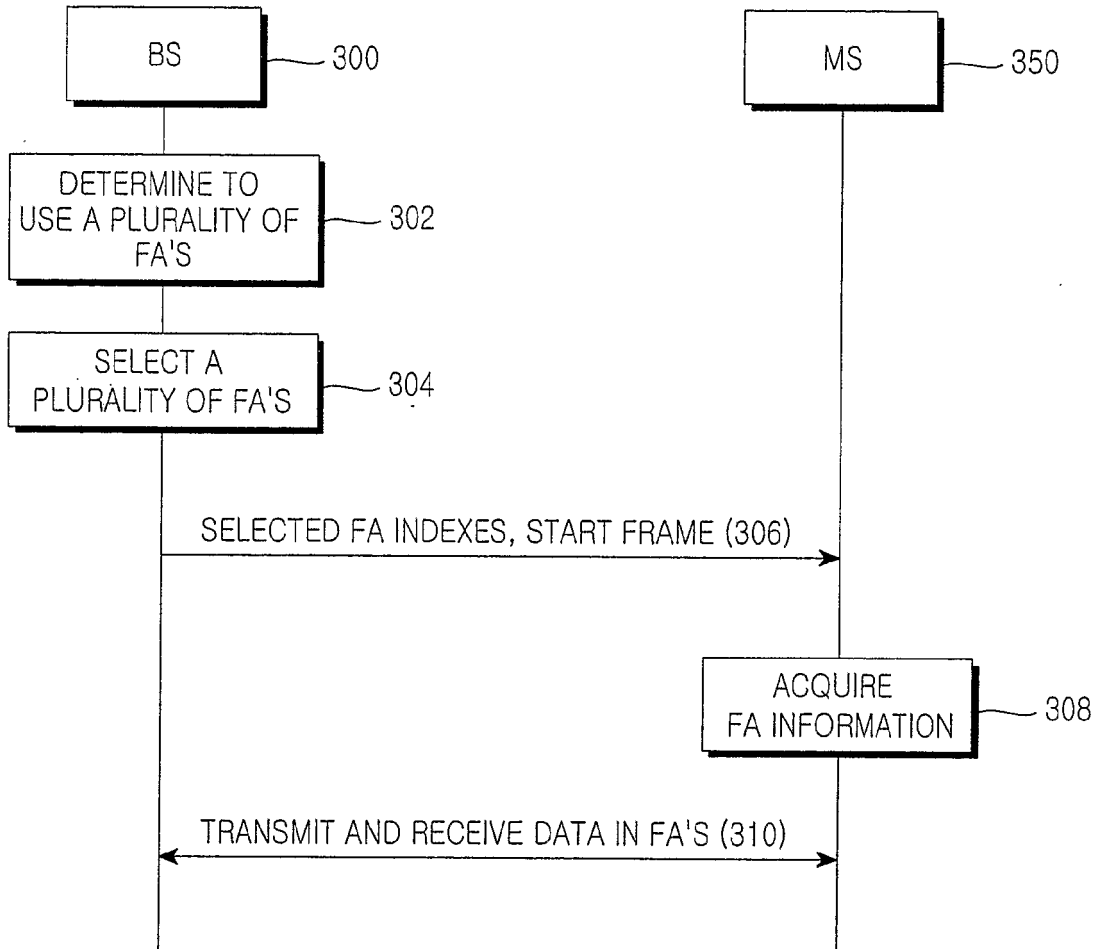 BS
300
MS
350
DETERMINE TO
USE A PLURALITY OF
FA'S
302
SELECT A
PLURALITY OF FA'S
304
SELECTED FA INDEXES, START FRAME (306)
ACQUIRE
FA INFORMATION
308
TRANSMIT AND RECEIVE DATA IN FA'S (310)